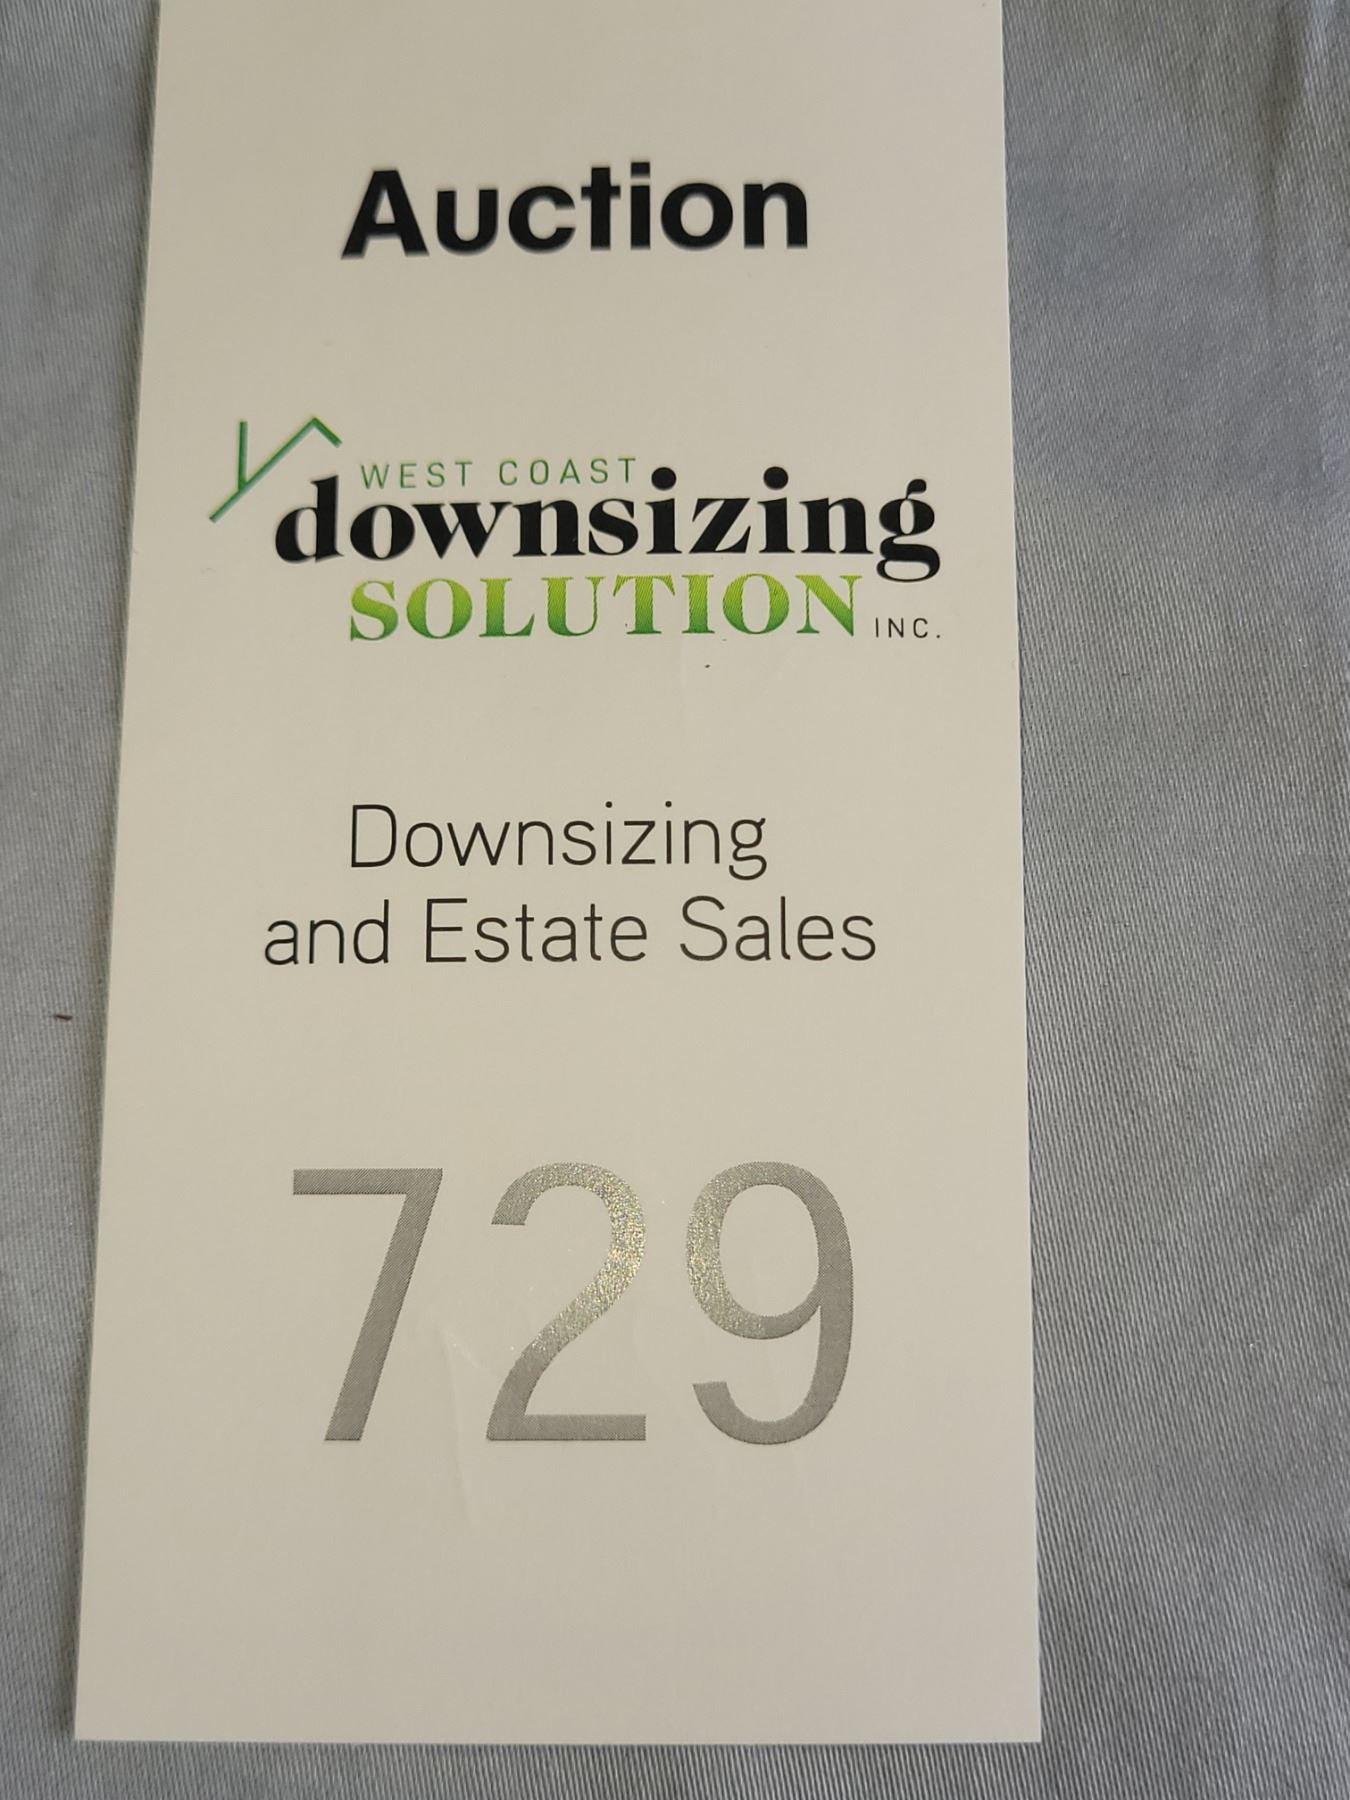 Auction
WEST COAST
downsizing
SOLUTION INC.
Downsizing
and Estate Sales
729